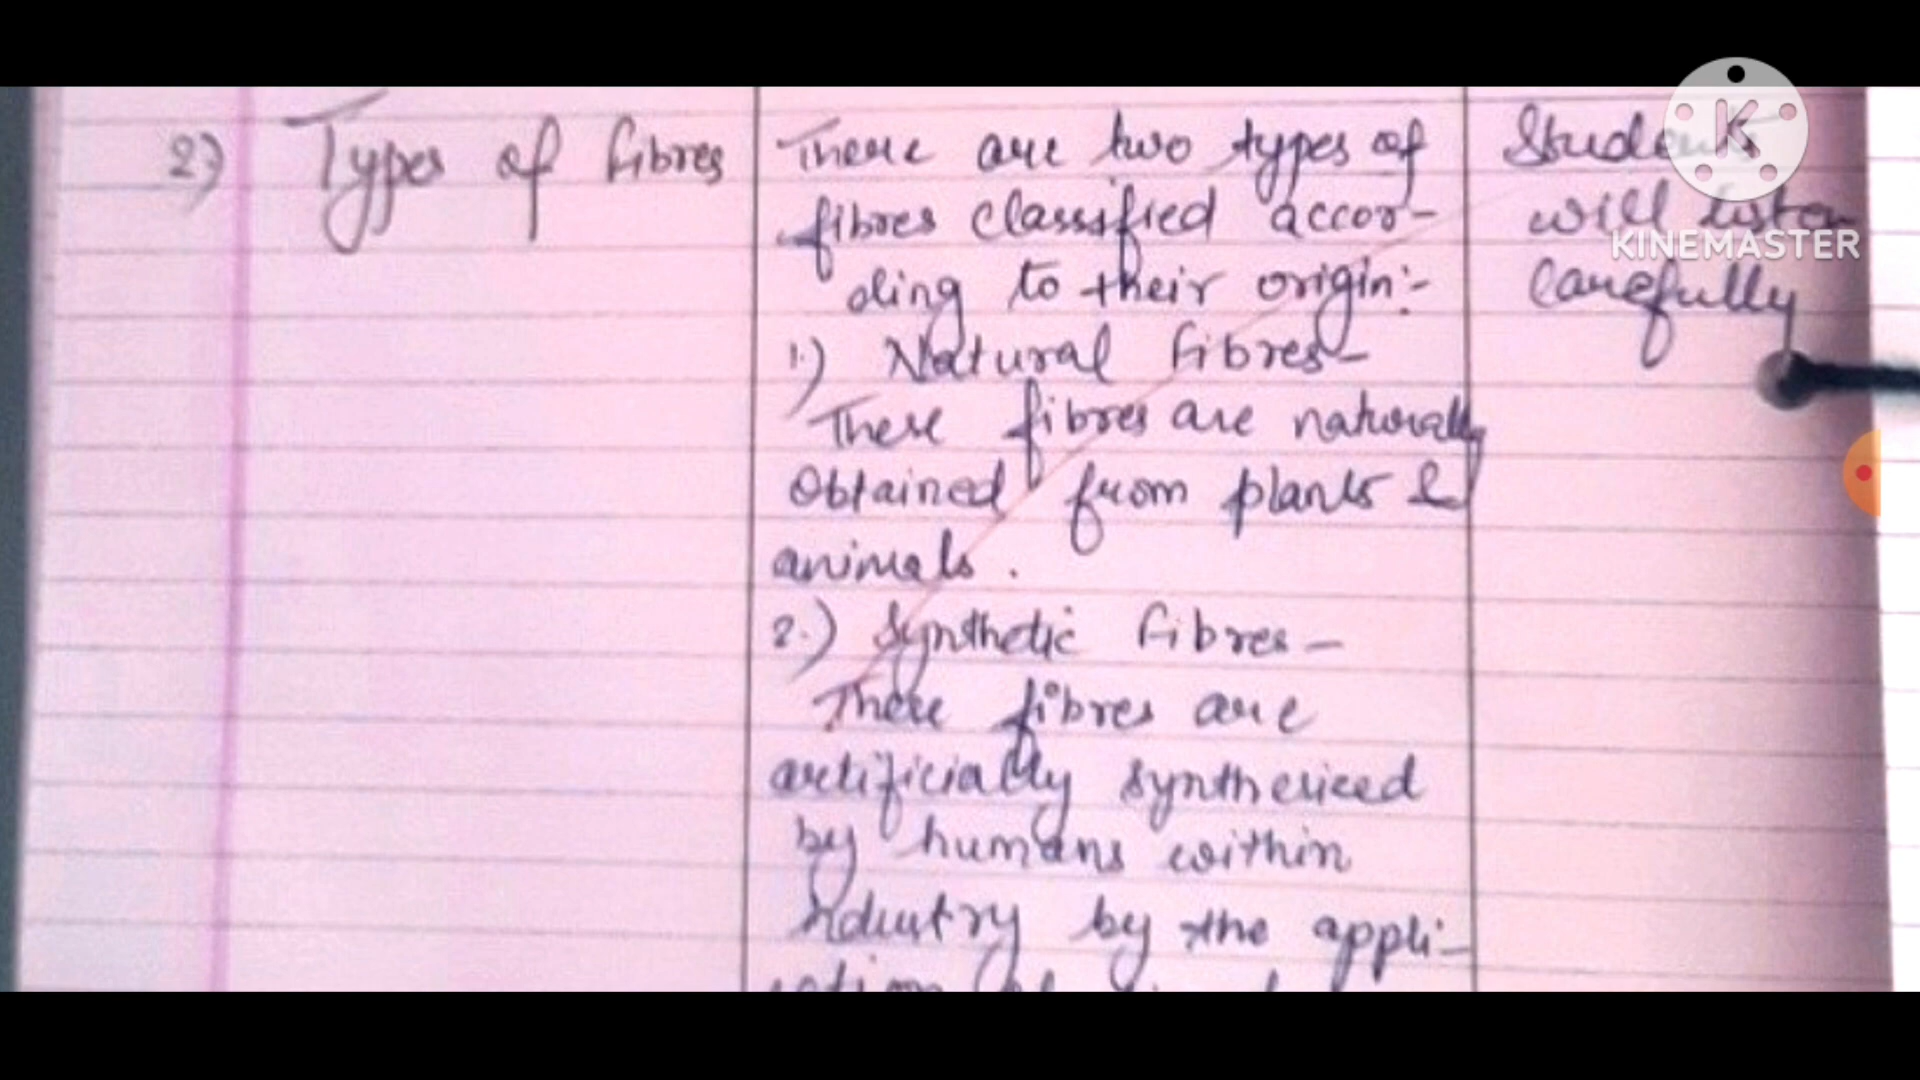 2) Types of fibres
There are two types of
fibres classified accor-
ding to their origin:-
1.) Natural fibres-
These fibres are naturally
Obtained from plants &
animals.
2.) Synthetic fibres-
These fibres are
artificially synthesized
by humans within
industry by the appli-
Students
will listen
carefully
K
KINEMASTER